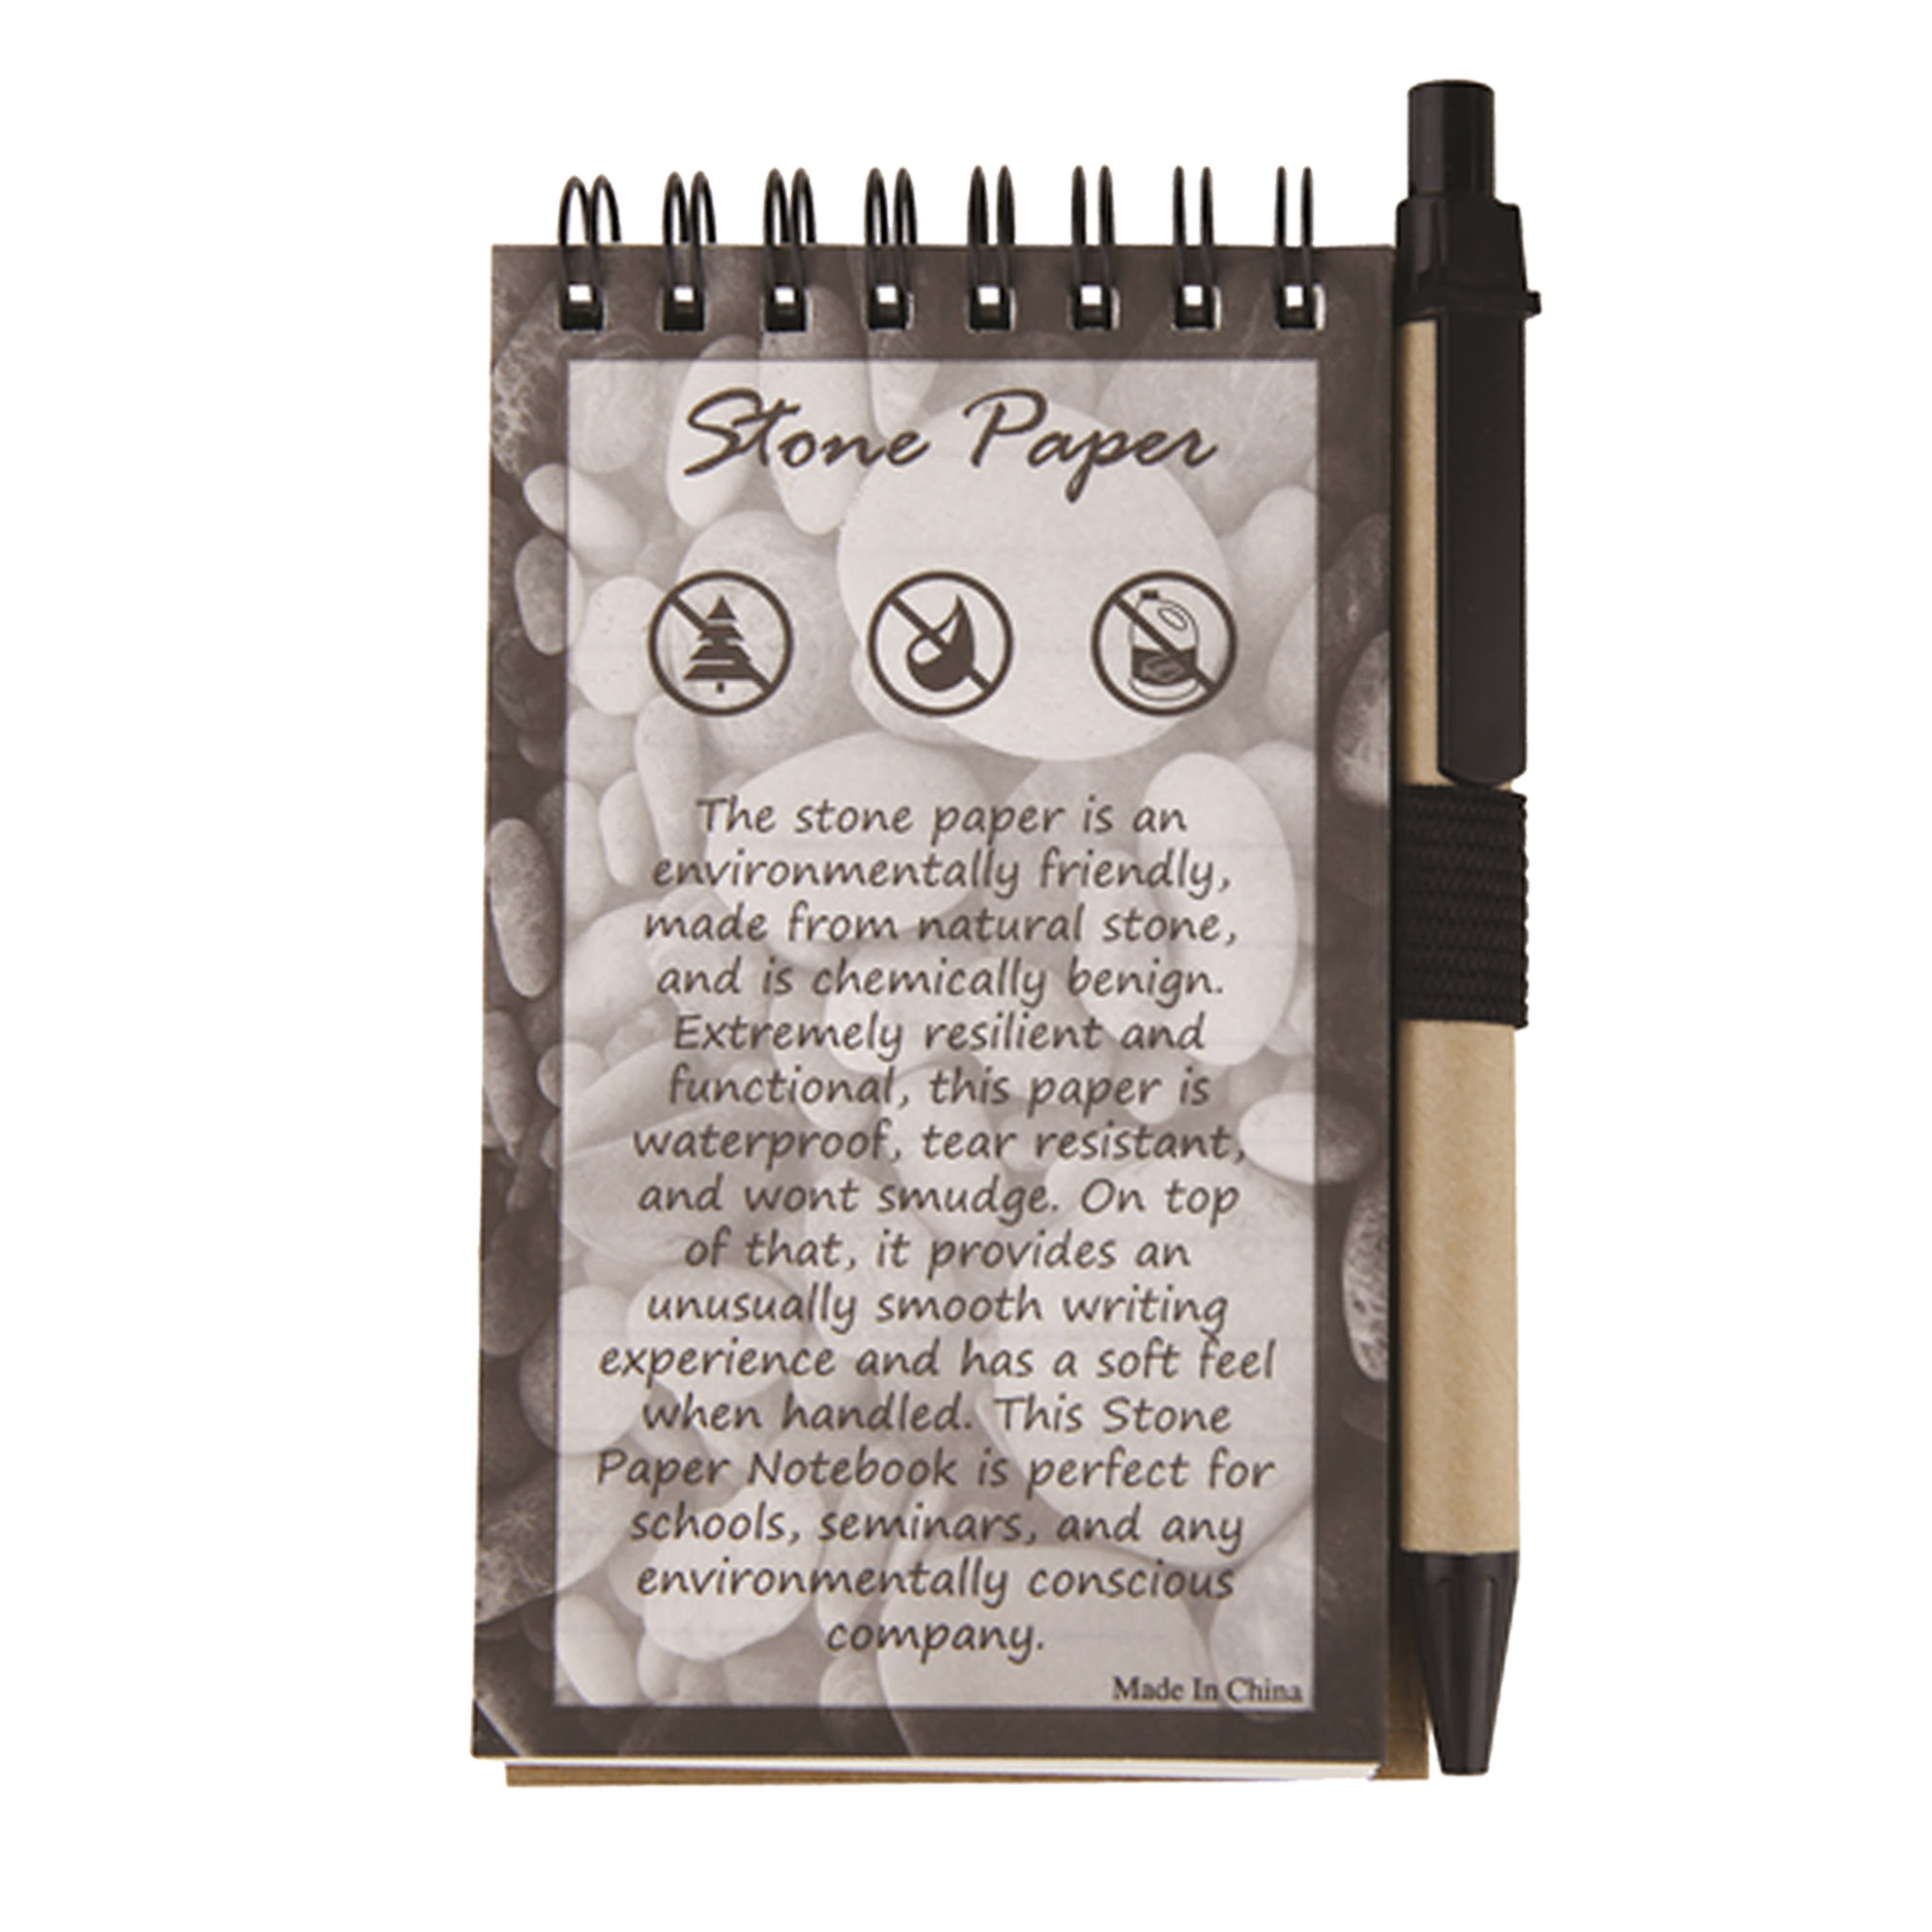 Stone Paper
The stone paper is an
environmentally friendly,
made from natural stone,
and is chemically benign.
Extremely resilient and
functional, this paper is
waterproof, tear resistant,
and wont smudge. On top
of that, it provides an
unusually smooth writing
experience and has a soft feel
when handled. This Stone
Paper Notebook is perfect for
schools, seminars, and any
environmentally conscious
company.
Made In China